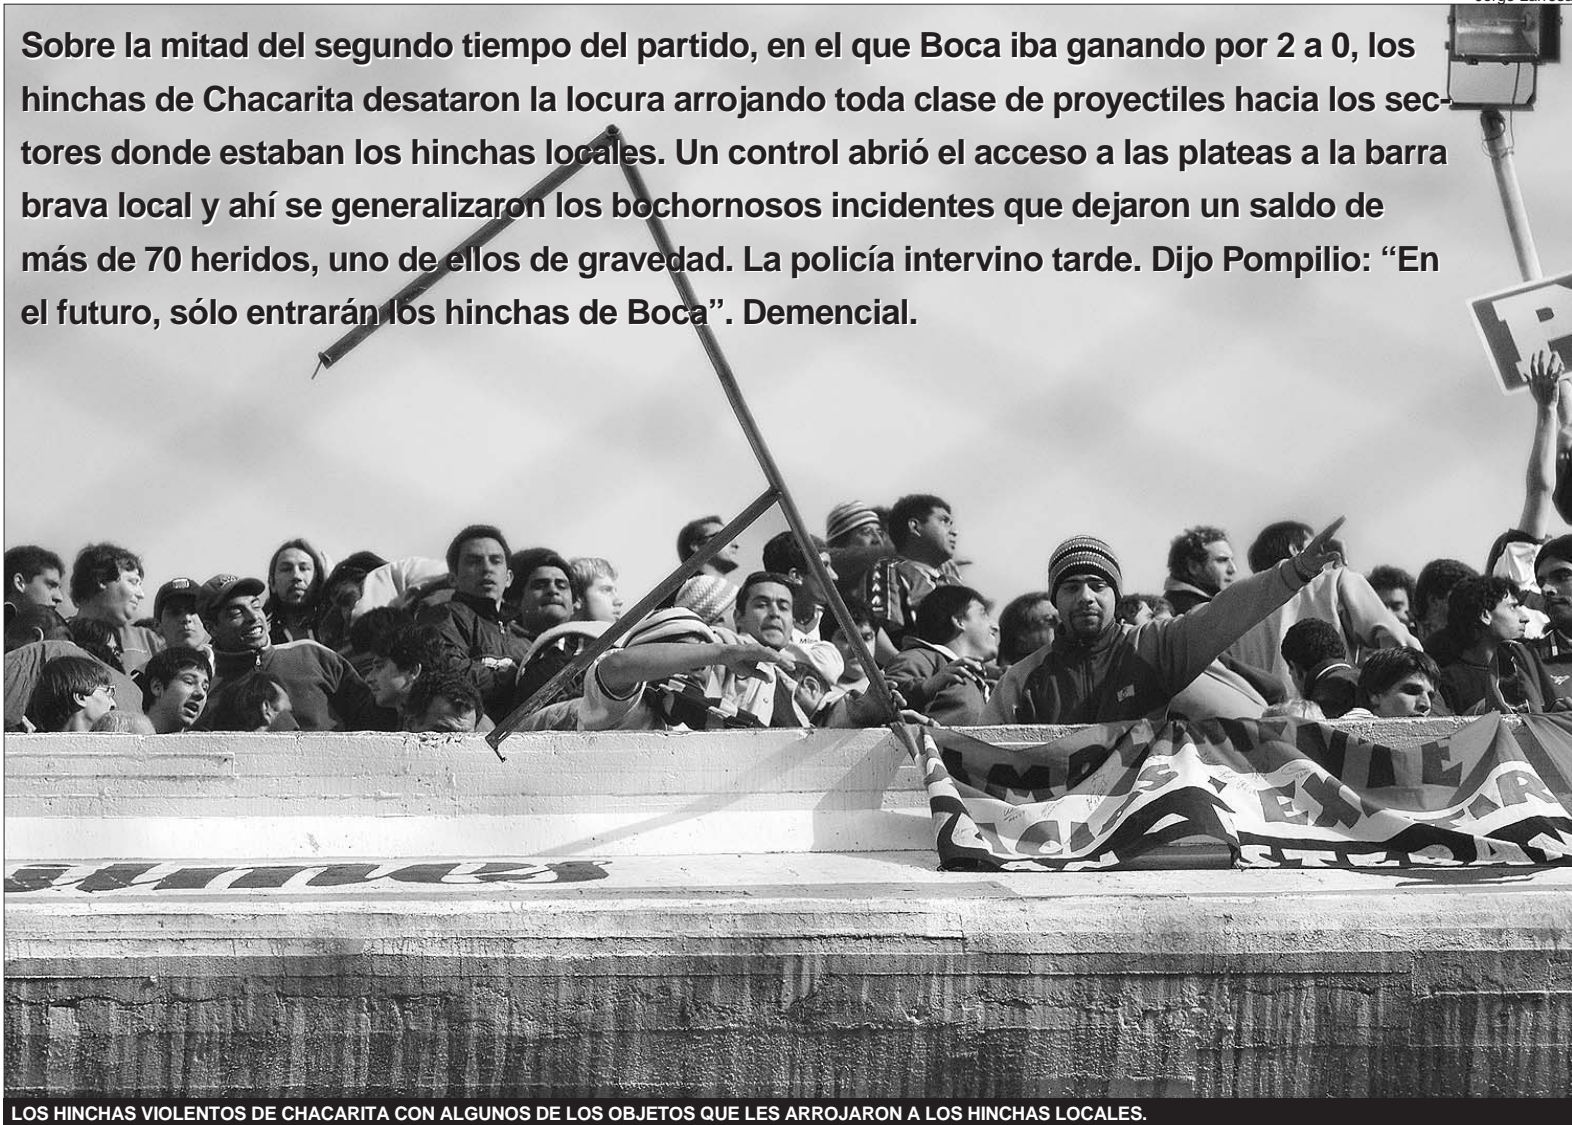 Sobre la mitad del segundo tiempo del partido, en el que Boca iba ganando por 2 a 0, los
hinchas de Chacarita desataron la locura arrojando toda clase de proyectiles hacia los sec-
tores donde estaban los hinchas locales. Un control abrió el acceso a las plateas a la barra
brava local y ahí se generalizaron los bochornosos incidentes que dejaron un saldo de
más de 70 heridos, uno de ellos de gravedad. La policía intervino tarde. Dijo Pompilio: “En
el futuro, sólo entrarán los hinchas de Boca”. Demencial.
LOS HINCHAS VIOLENTOS DE CHACARITA CON ALGUNOS DE LOS OBJETOS QUE LES ARROJARON A LOS HINCHAS LOCALES.